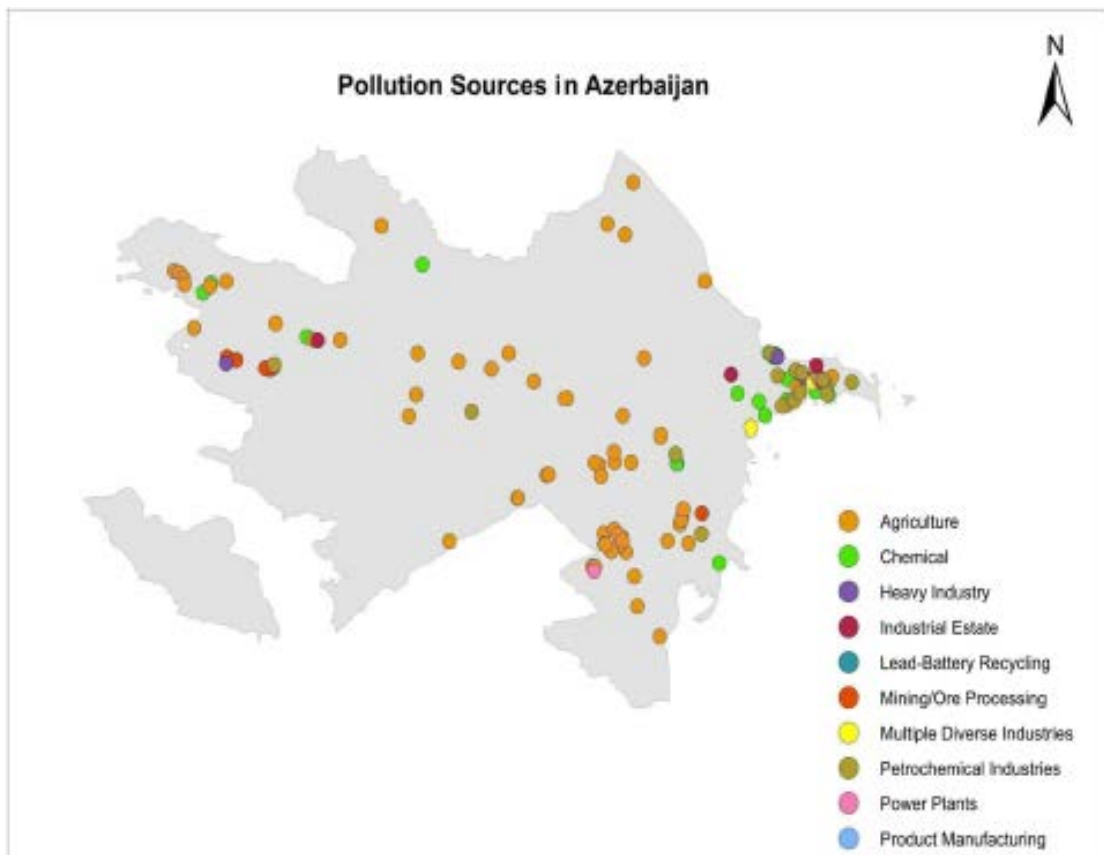 N
Pollution Sources in Azerbaijan
Agriculture
Chemical
Heavy Industry
Industrial Estate
Lead-Battery Recycling
Mining/Ore Processing
Multiple Diverse Industries
Petrochemical Industries
Power Plants
Product Manufacturing